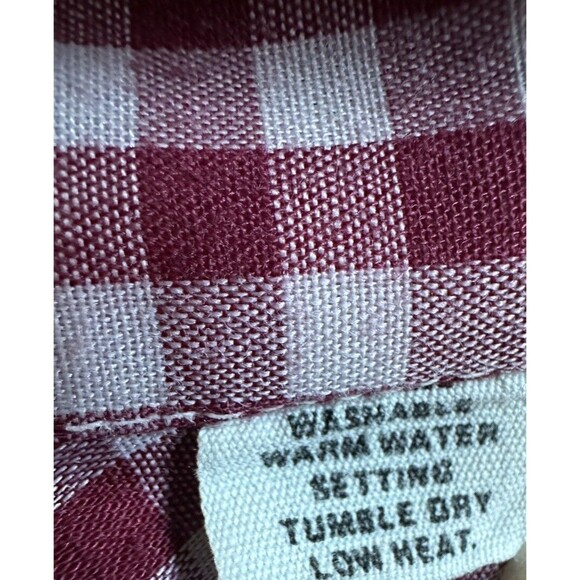 WASHABLE
WARM WATER
SETTING
TUMBLE DRY
LOW HEAT.